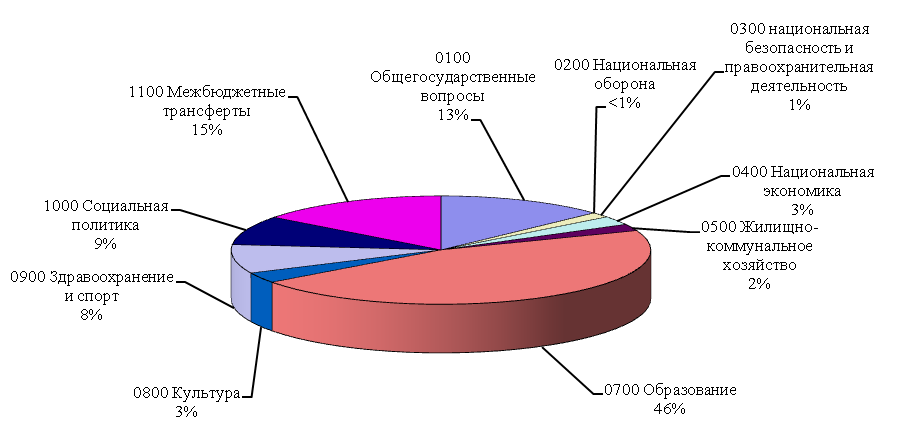 0100
Общегосударственные
вопросы
13%
0200 Национальная
оборона
<1%
0300 национальная
безопасность и
правоохранительная
деятельность
1%
0400 Национальная
экономика
3%
0500 Жилищно-
коммунальное
хозяйство
2%
0700 Образование
46%
0800 Культура
3%
0900 Здравоохранение
и спорт
8%
1000 Социальная
политика
9%
1100 Межбюджетные
трансферты
15%